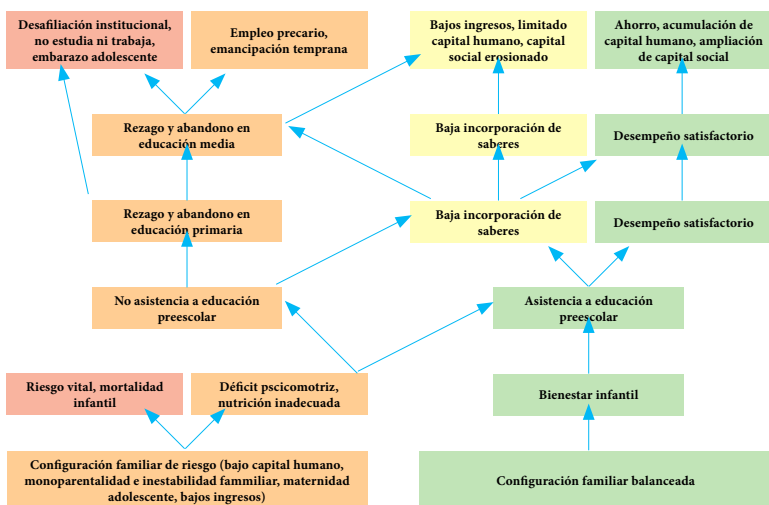 Desafiliación institucional,
no estudia ni trabaja,
embarazo adolescente
Empleo precario,
emancipación temprana
Bajos ingresos, limitado
capital humano, capital
social erosionado
Ahorro, acumulación de
capital humano, ampliación
de capital social
Rezago y abandono en
educación media
Baja incorporación de
saberes
Desempeño satisfactorio
Rezago y abandono en
educación primaria
Baja incorporación de
saberes
Desempeño satisfactorio
No asistencia a educación
preescolar
Asistencia a educación
preescolar
Riesgo vital, mortalidad
infantil
Déficit pscicomotriz,
nutrición inadecuada
Bienestar infantil
Configuración familiar de riesgo (bajo capital humano,
monoparentalidad e inestabilidad fammiliar, maternidad
adolescente, bajos ingresos)
Configuración familiar balanceada